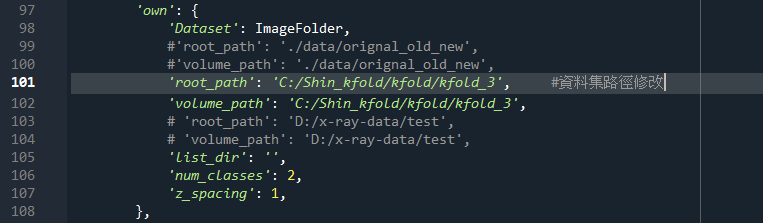 97 'own': {
98 'Dataset': ImageFolder,
99 #'root_path': './data/orignal_old_new',
100 #'volume_path': './data/orignal_old_new',
101 'root_path': 'C:/Shin_kfold/kfold/kfold_3', #資料集路徑修改
102 'volume_path': 'C:/Shin_kfold/kfold/kfold_3',
103 # 'root_path': 'D:/x-ray-data/test',
104 # 'volume_path': 'D:/x-ray-data/test',
105 'list_dir': '',
106 'num_classes': 2,
107 'z_spacing': 1,
108 },